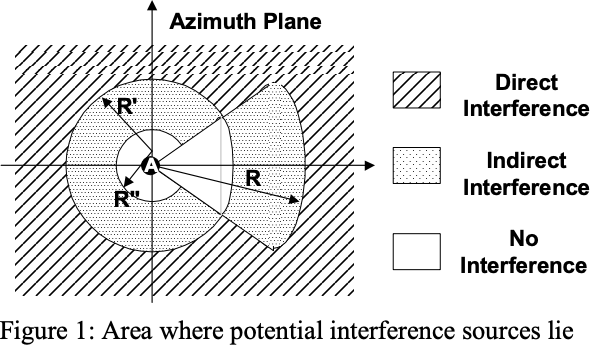 Azimuth Plane
R'
A
R
R"
Direct
Interference
Indirect
Interference
No
Interference
Figure 1: Area where potential interference sources lie